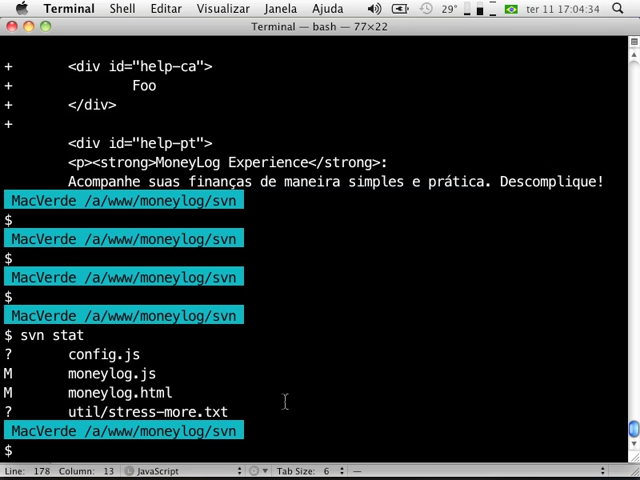 Terminal Shell Editar Visualizar Janela Ajuda 29° ter 11 17:04:34
Terminal — bash — 77×22
+ <div id="help-ca">
+ Foo
+ </div>
+
<div id="help-pt">
<p><strong>MoneyLog Experience</strong>:
Acompanhe suas finanças de maneira simples e prática. Descomplique!
MacVerde /a/www/moneylog/svn
$
MacVerde /a/www/moneylog/svn
$
MacVerde /a/www/moneylog/svn
$
MacVerde /a/www/moneylog/svn
$ svn stat
? config.js
M moneylog.js
M moneylog.html
? util/stress-more.txt
MacVerde /a/www/moneylog/svn
$
Line: 178 Column: 13 JavaScript Tab Size: 6 —